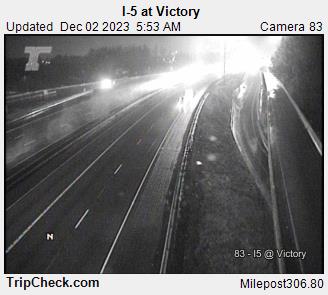 I-5 at Victory
Updated Dec 02 2023 5:53 AM Camera 83
T
N
83 - I5 @ Victory
TripCheck.com Milepost306.80